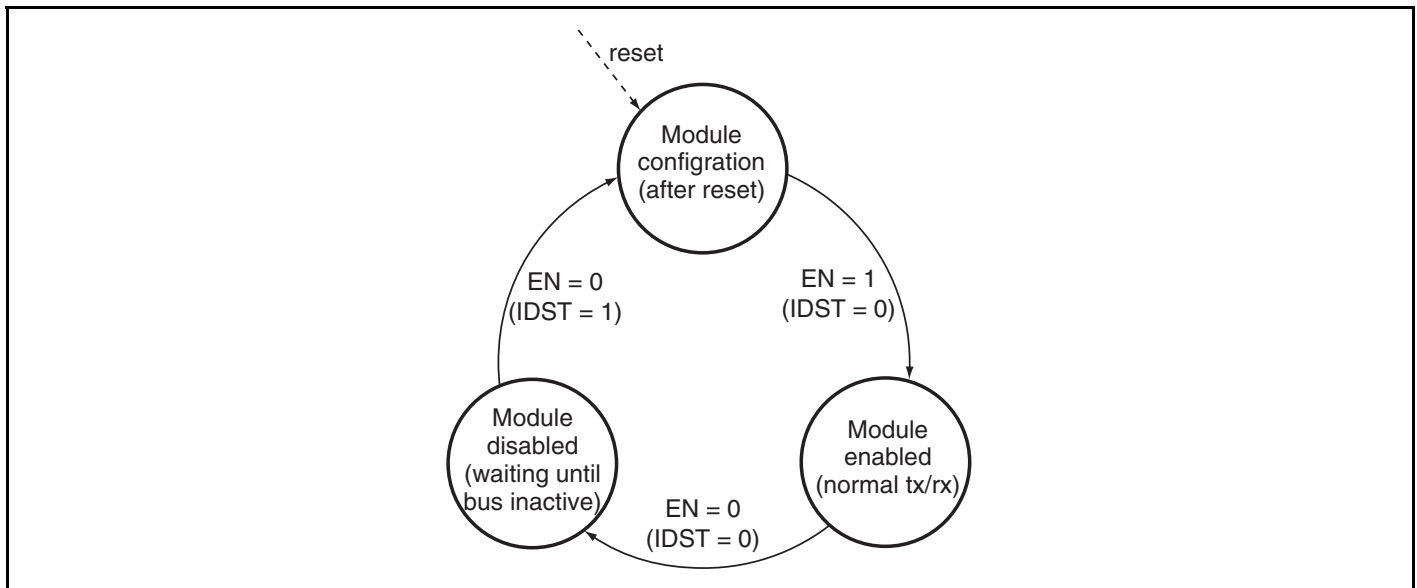 reset
Module
configration
(after reset)
EN = 0
(IDST = 1)
EN = 1
(IDST = 0)
Module
disabled
(waiting until
bus inactive)
Module
enabled
(normal tx/rx)
EN = 0
(IDST = 0)